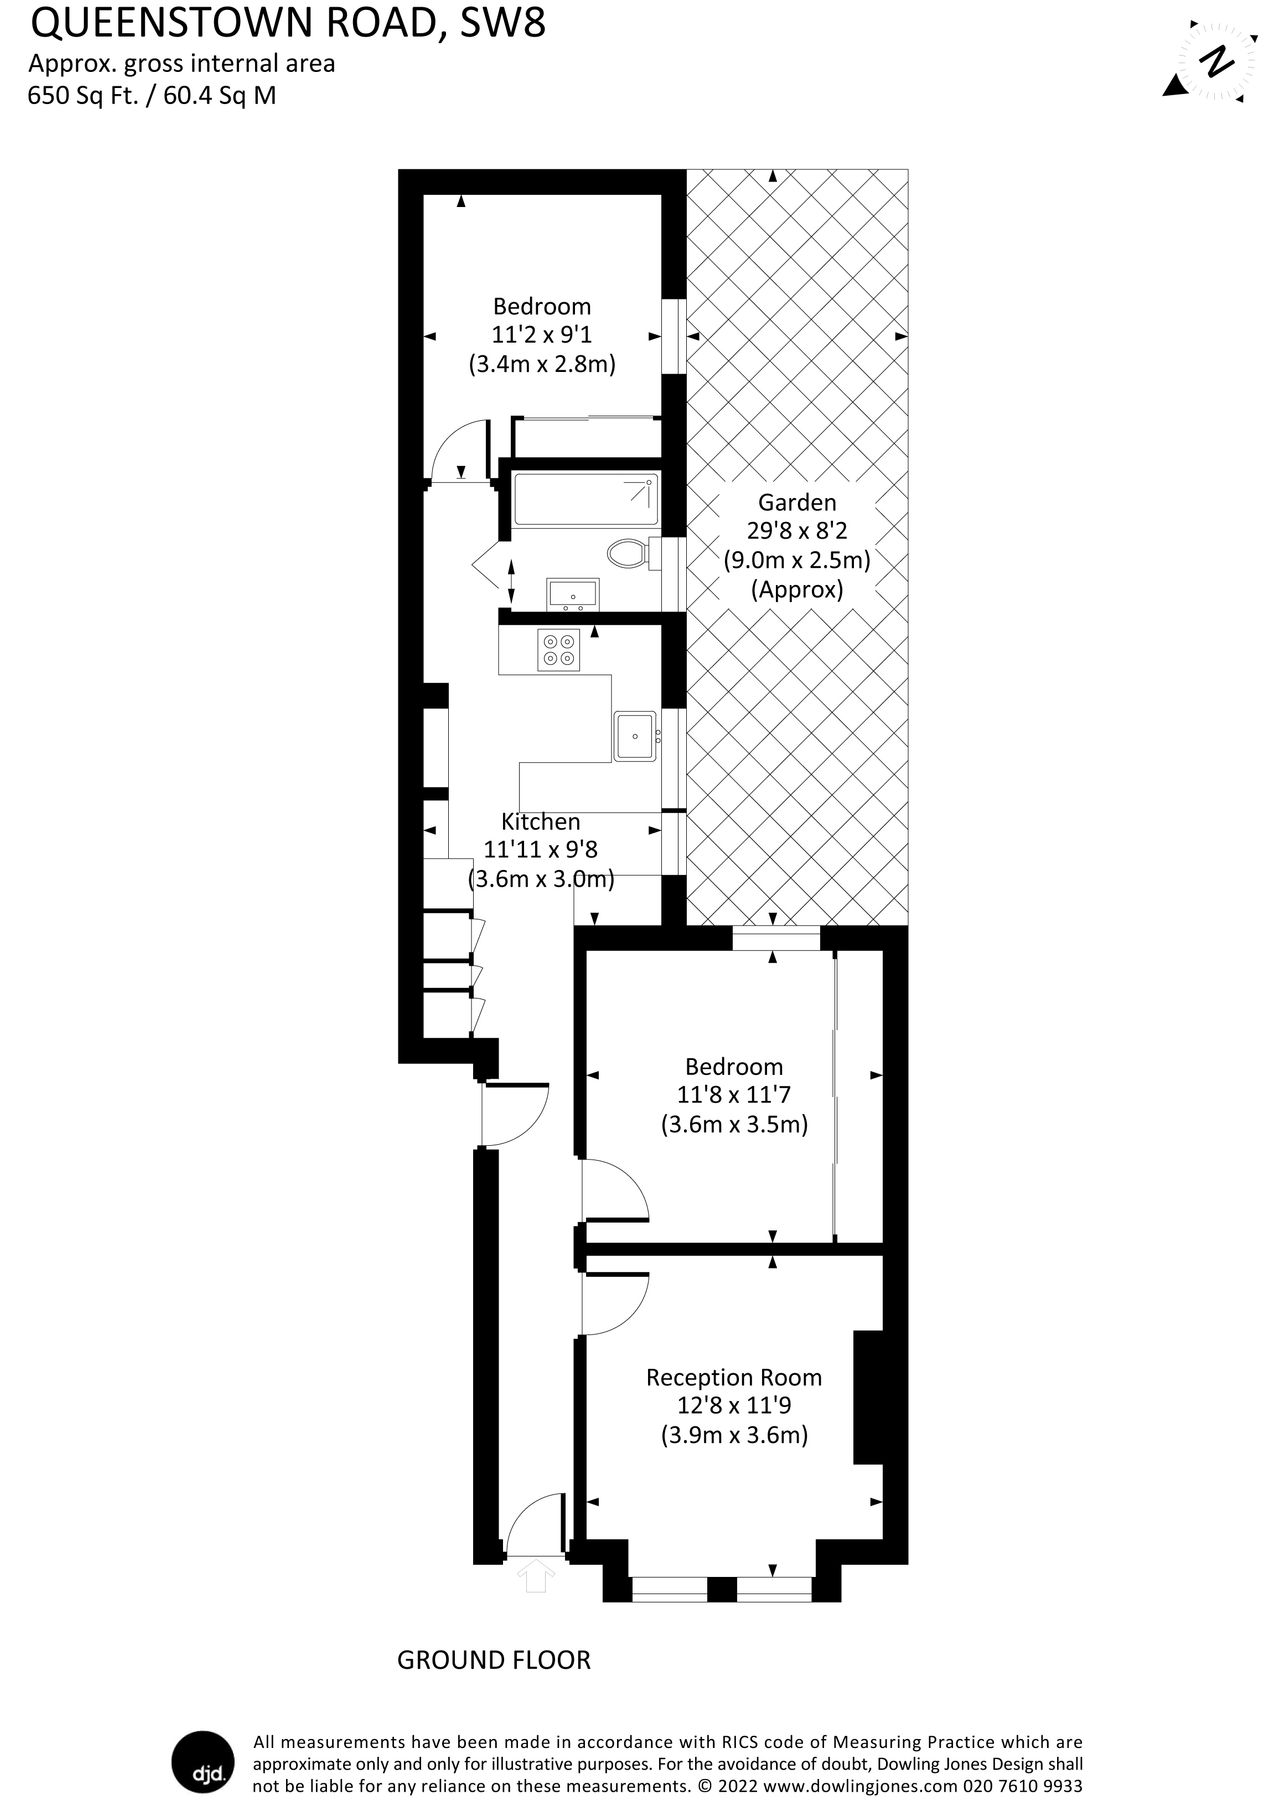 QUEENSTOWN ROAD, SW8
Approx. gross internal area
650 Sq Ft. / 60.4 Sq M
N
Bedroom
11'2 x 9'1
(3.4m x 2.8m)
Garden
29'8 x 8'2
(9.0m x 2.5m)
(Approx)
Kitchen
11'11 x 9'8
(3.6m x 3.0m)
Bedroom
11'8 x 11'7
(3.6m x 3.5m)
Reception Room
12'8 x 11'9
(3.9m x 3.6m)
GROUND FLOOR
djd.
All measurements have been made in accordance with RICS code of Measuring Practice which are
approximate only and only for illustrative purposes. For the avoidance of doubt, Dowling Jones Design shall
not be liable for any reliance on these measurements. © 2022 www.dowlingjones.com 020 7610 9933